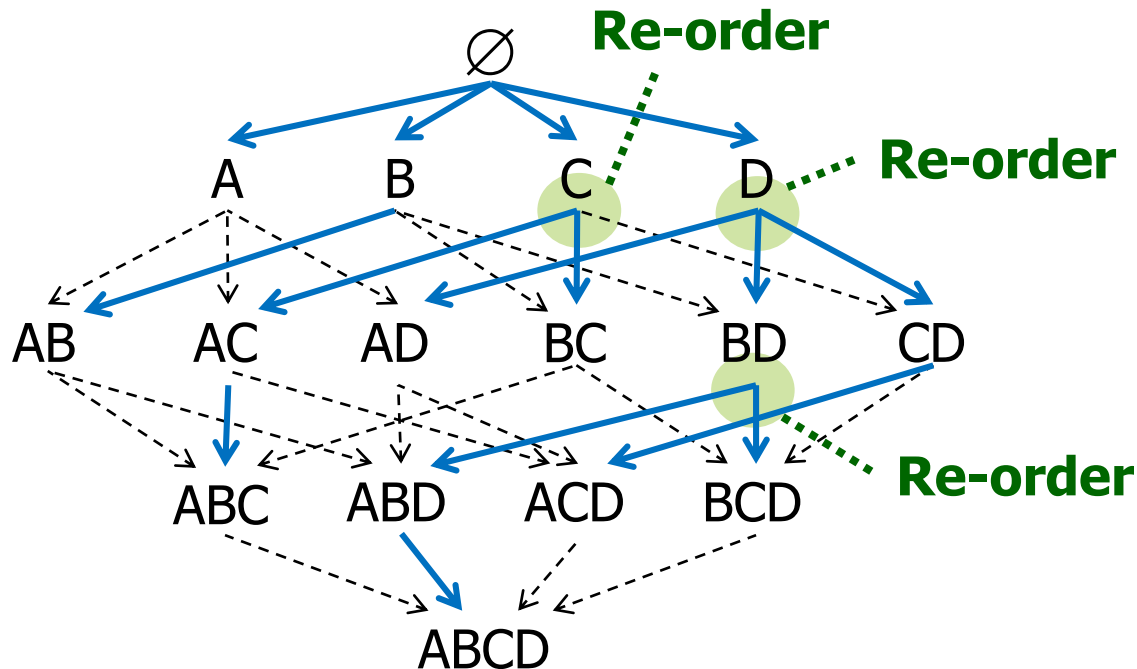 Re-order
∅
A B C D
Re-order
AB AC AD BC BD CD
Re-order
ABC ABD ACD BCD
ABCD